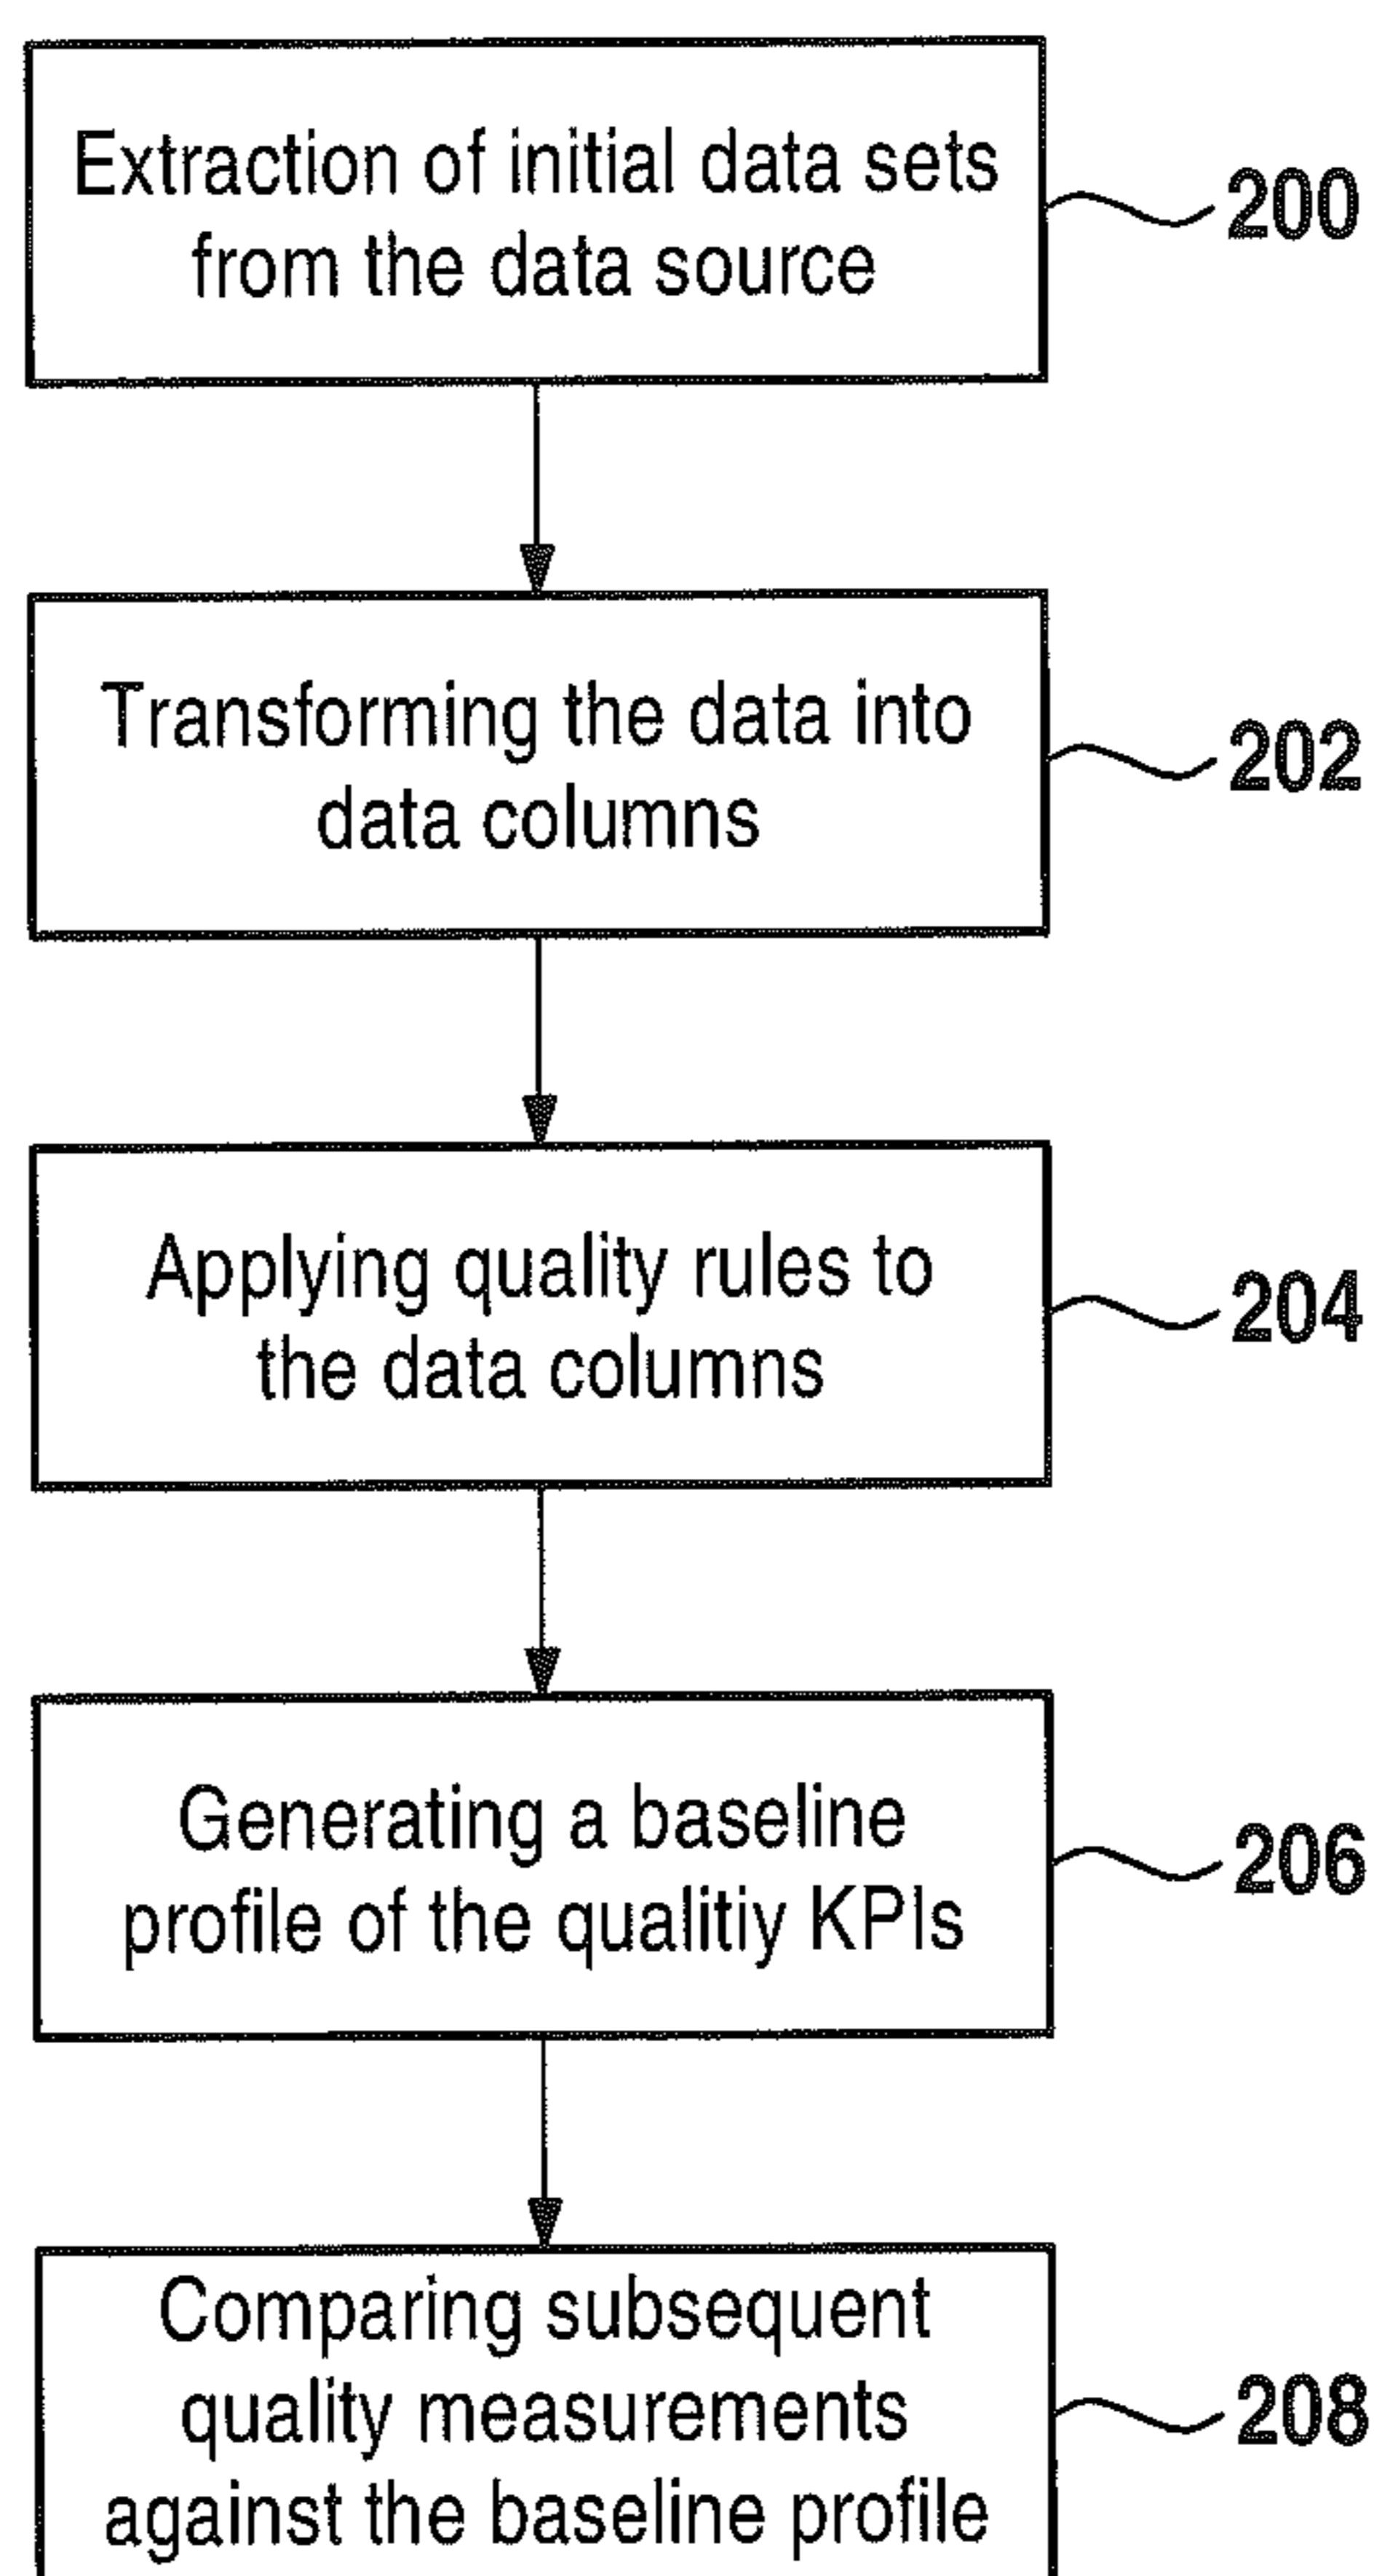 Extraction of initial data sets
from the data source
200
Transforming the data into
data columns
202
Applying quality rules to
the data columns
204
Generating a baseline
profile of the qualitiy KPIs
206
Comparing subsequent
quality measurements
against the baseline profile
208